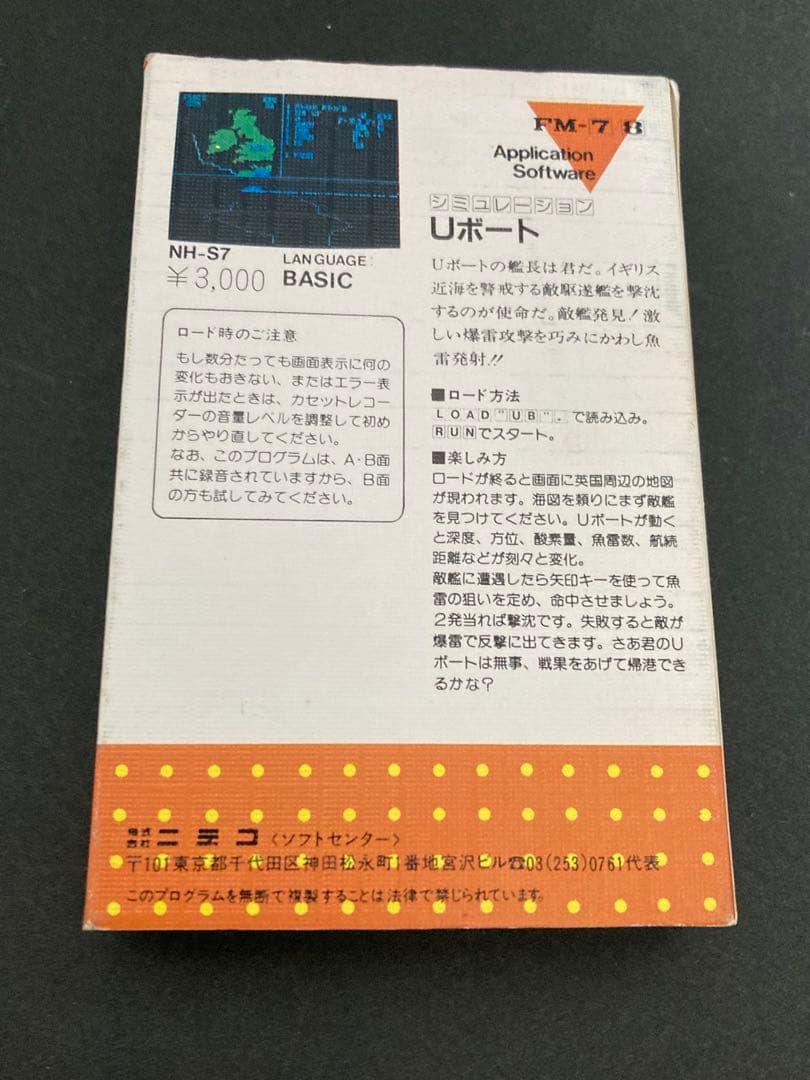 NH-S7
¥3,000
LANGUAGE:
BASIC
ロード時のご注意
もし数分たっても画面表示に何の
変化もおきない、またはエラー表
示が出たときは、カセットレコー
ダーの音量レベルを調整して初め
からやり直してください。
なお、このプログラムは、A・B面
共に録音されていますから、B面
の方も試してみてください。
FM-7 8
Application
Software
シミュレーション
Uボート
Uボートの艦長は君だ。イギリス
近海を警戒する敵駆遂艦を撃沈
するのが使命だ。敵艦発見！激
しい爆雷攻撃を巧みにかわし魚
雷発射!!
■ロード方法
LOAD"UB". で読み込み。
RUNでスタート。
■楽しみ方
ロードが終ると画面に英国周辺の地図
が現われます。海図を頼りにまず敵艦
を見つけてください。Uボートが動く
と深度、方位、酸素量、魚雷数、航続
距離などが刻々と変化。
敵艦に遭遇したら矢印キーを使って魚
雷の狙いを定め、命中させましょう。
2発当れば撃沈です。失敗すると敵が
爆雷で反撃に出てきます。さあ君のU
ボートは無事、戦果をあげて帰港でき
るかな？
株式会社 ニデコ〈ソフトセンター〉
〒101東京都千代田区神田松永町1番地宮沢ビル☎03(253)0761代表
このプログラムを無断で複製することは法律で禁じられています。